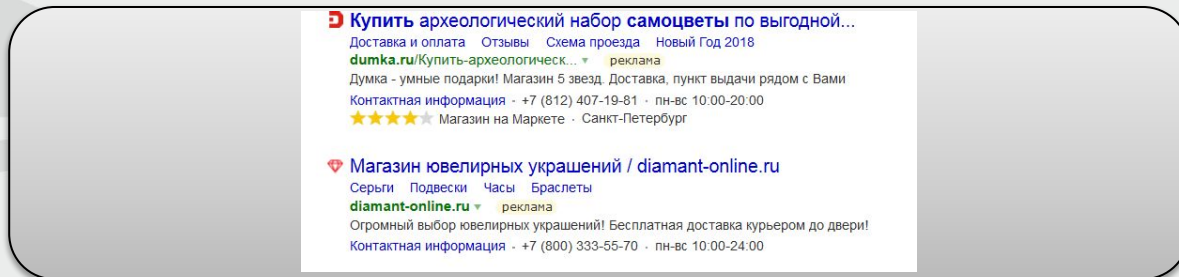 Купить археологический набор самоцветы по выгодной...
Доставка и оплата Отзывы Схема проезда Новый Год 2018
dumka.ru/Купить-археологическ... ▾ реклама
Думка - умные подарки! Магазин 5 звезд. Доставка, пункт выдачи рядом с Вами
Контактная информация · +7 (812) 407-19-81 · пн-вс 10:00-20:00
Магазин на Маркете · Санкт-Петербург
Магазин ювелирных украшений / diamant-online.ru
Серьги Подвески Часы Браслеты
diamant-online.ru ▾ реклама
Огромный выбор ювелирных украшений! Бесплатная доставка курьером до двери!
Контактная информация · +7 (800) 333-55-70 · пн-вс 10:00-24:00